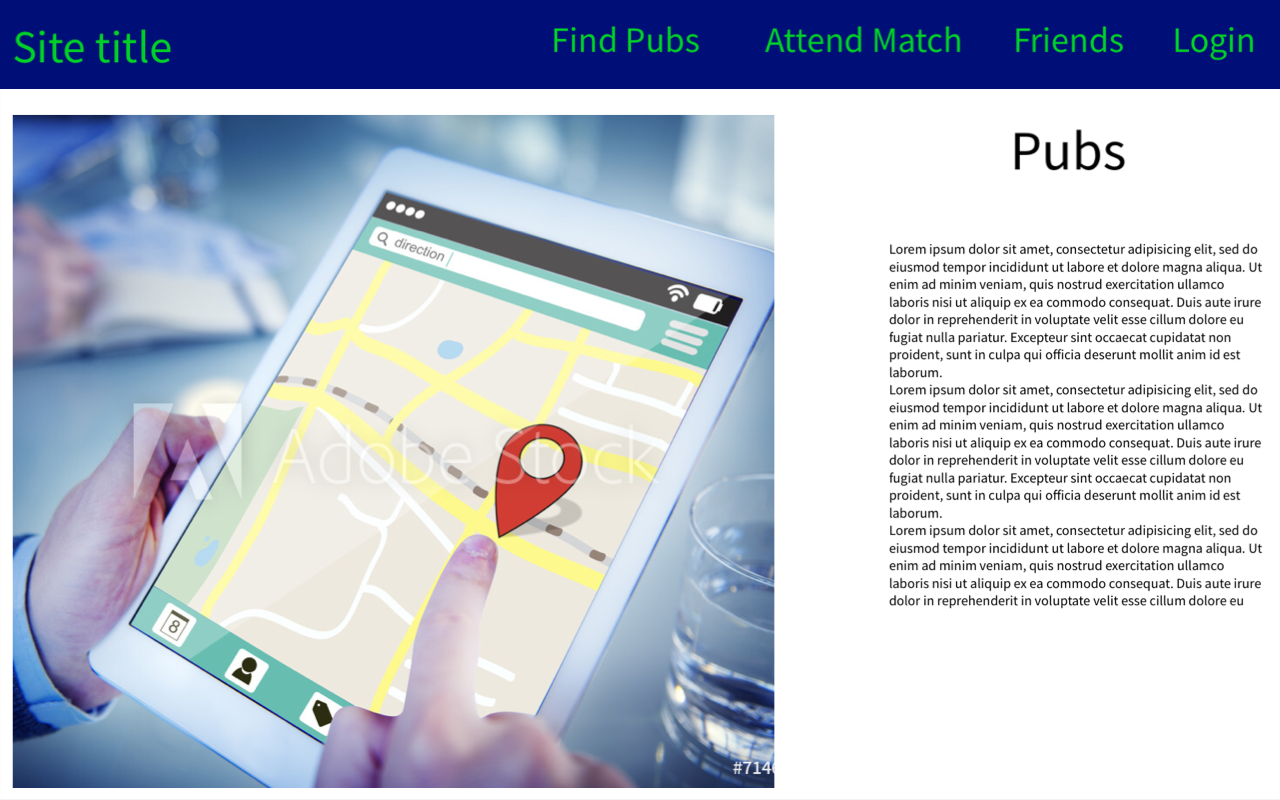 Site title
Find Pubs
Attend Match
Friends
Login
Pubs
direction
Adobe Stock
8
#714
Lorem ipsum dolor sit amet, consectetur adipisicing elit, sed do
eiusmod tempor incididunt ut labore et dolore magna aliqua. Ut
enim ad minim veniam, quis nostrud exercitation ullamco
laboris nisi ut aliquip ex ea commodo consequat. Duis aute irure
dolor in reprehenderit in voluptate velit esse cillum dolore eu
fugiat nulla pariatur. Excepteur sint occaecat cupidatat non
proident, sunt in culpa qui officia deserunt mollit anim id est
laborum.
Lorem ipsum dolor sit amet, consectetur adipisicing elit, sed do
eiusmod tempor incididunt ut labore et dolore magna aliqua. Ut
enim ad minim veniam, quis nostrud exercitation ullamco
laboris nisi ut aliquip ex ea commodo consequat. Duis aute irure
dolor in reprehenderit in voluptate velit esse cillum dolore eu
fugiat nulla pariatur. Excepteur sint occaecat cupidatat non
proident, sunt in culpa qui officia deserunt mollit anim id est
laborum.
Lorem ipsum dolor sit amet, consectetur adipisicing elit, sed do
eiusmod tempor incididunt ut labore et dolore magna aliqua. Ut
enim ad minim veniam, quis nostrud exercitation ullamco
laboris nisi ut aliquip ex ea commodo consequat. Duis aute irure
dolor in reprehenderit in voluptate velit esse cillum dolore eu